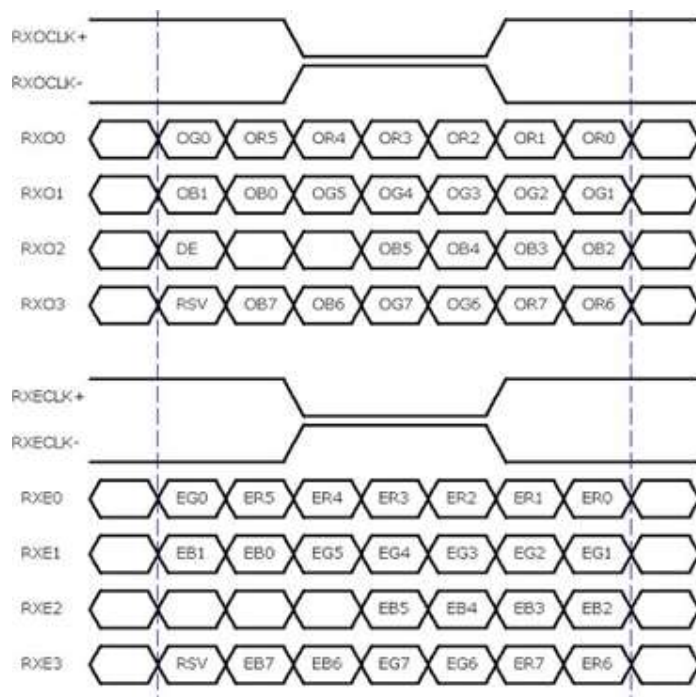 RXOCLK+
RXOCLK-
RXO0 OG0 OR5 OR4 OR3 OR2 OR1 OR0
RXO1 OB1 OB0 OG5 OG4 OG3 OG2 OG1
RXO2 DE OB5 OB4 OB3 OB2
RXO3 RSV OB7 OB6 OG7 OG6 OR7 OR6
RXECLK+
RXECLK-
RXE0 EG0 ER5 ER4 ER3 ER2 ER1 ER0
RXE1 EB1 EB0 EG5 EG4 EG3 EG2 EG1
RXE2 EB5 EB4 EB3 EB2
RXE3 RSV EB7 EB6 EG7 EG6 ER7 ER6